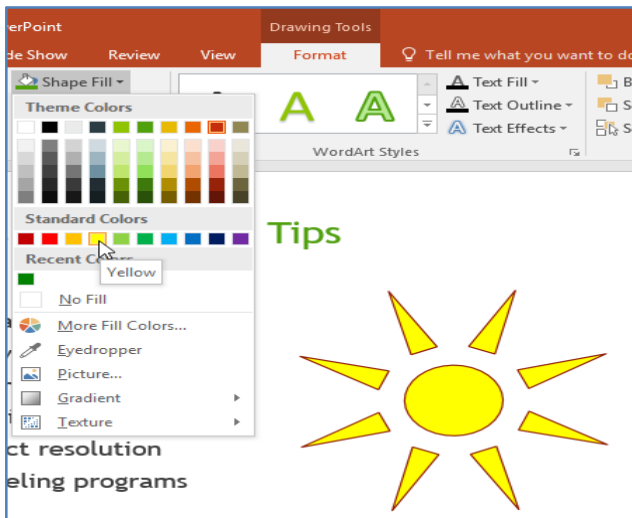 erPoint
Drawing Tools
de Show Review View Format Tell me what you want to do
Shape Fill
Theme Colors
Standard Colors
Recent Colors
Yellow
No Fill
More Fill Colors...
Eyedropper
Picture...
Gradient
Texture
A A
A Text Fill
A Text Outline
A Text Effects
B
S
S
WordArt Styles
Tips
ct resolution
eling programs